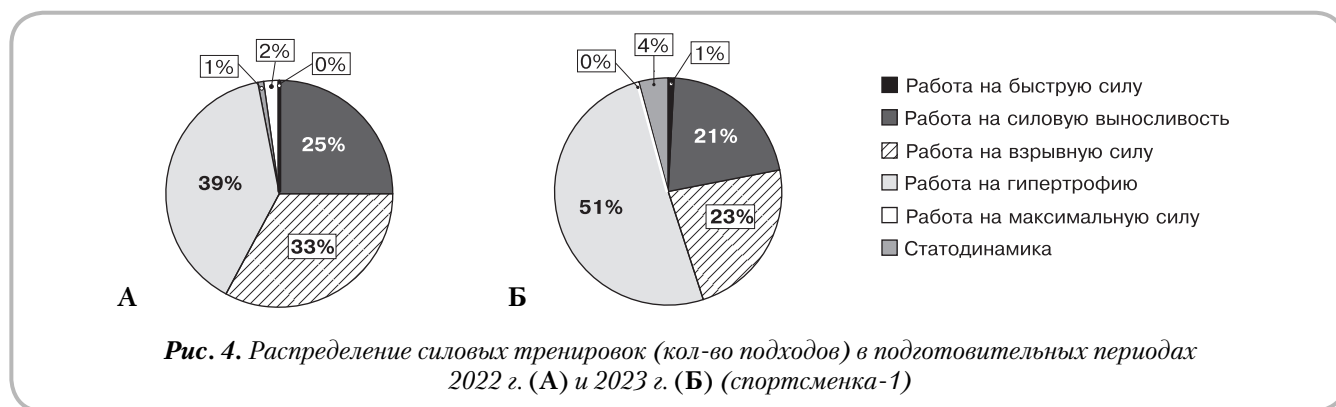 1%
2%
0%
25%
39%
33%
А
0%
4%
1%
21%
51%
23%
Б
Работа на быструю силу
Работа на силовую выносливость
Работа на взрывную силу
Работа на гипертрофию
Работа на максимальную силу
Статодинамика
Рис. 4. Распределение силовых тренировок (кол-во подходов) в подготовительных периодах
2022 г. (А) и 2023 г. (Б) (спортсменка-1)